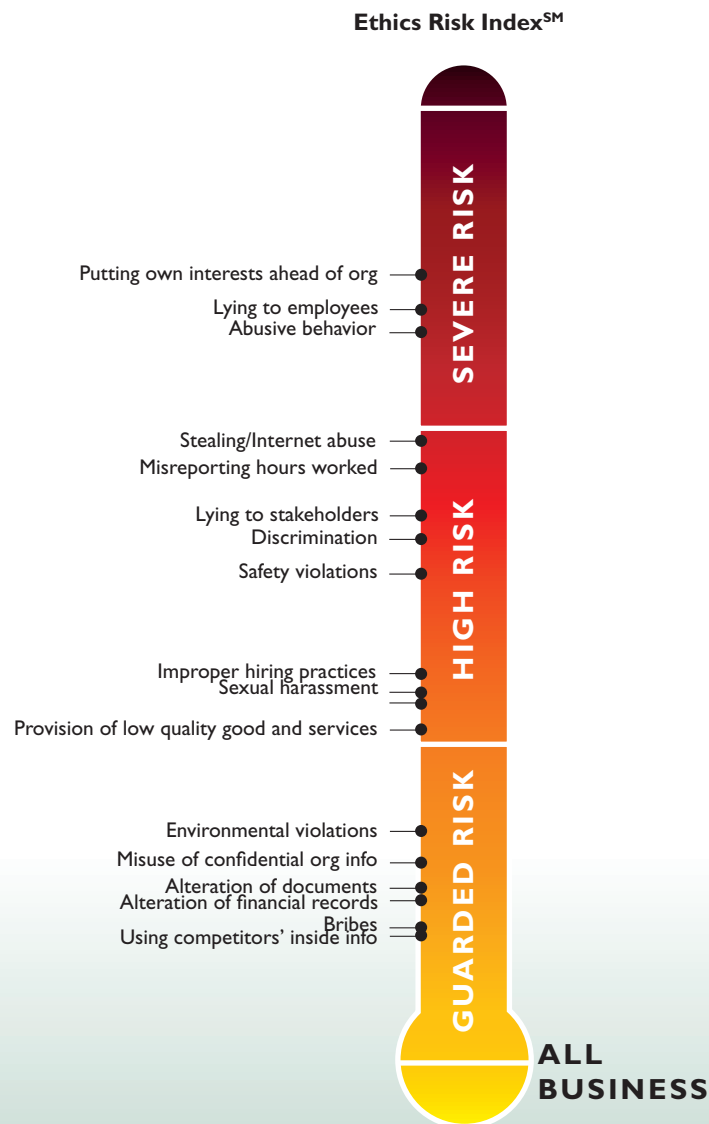 Ethics Risk Index℠
SEVERE RISK
Putting own interests ahead of org
Lying to employees
Abusive behavior
HIGH RISK
Stealing/Internet abuse
Misreporting hours worked
Lying to stakeholders
Discrimination
Safety violations
Improper hiring practices
Sexual harassment
Provision of low quality good and services
GUARDED RISK
Environmental violations
Misuse of confidential org info
Alteration of documents
Alteration of financial records
Bribes
Using competitors’ inside info
ALL
BUSINESS